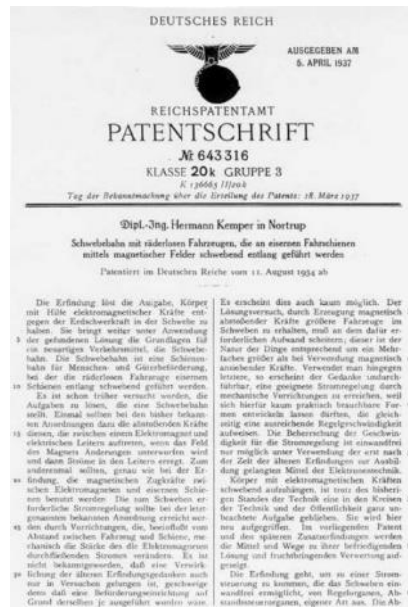 DEUTSCHES REICH
AUSGEGEBEN AM
5. APRIL 1937
REICHSPATENTAMT
PATENTSCHRIFT
№ 643316
KLASSE 20k GRUPPE 3
K 136665 II/20k
Tag der Bekanntmachung über die Erteilung des Patents: 18. März 1937
Dipl.-Ing. Hermann Kemper in Nortrup
Schwebebahn mit räderlosen Fahrzeugen, die an eisernen Fahrschienen
mittels magnetischer Felder schwebend entlang geführt werden
Patentiert im Deutschen Reiche vom 11. August 1934 ab
Die Erfindung löst die Aufgabe, Körper
mit Hilfe elektromagnetischer Kräfte ent-
gegen der Erdschwerkraft in der Schwebe zu
halten. Sie bringt weiter unter Anwendung
5 der gefundenen Lösung die Grundlagen für
ein neuartiges Verkehrsmittel, die Schwebe-
bahn. Die Schwebebahn ist eine Schienen-
bahn für Menschen- und Güterbeförderung,
bei der die räderlosen Fahrzeuge eisernen
10 Schienen entlang schwebend geführt werden.
Es ist schon früher versucht worden, die
Aufgaben zu lösen, die eine Schwebebahn
stellt. Einmal sollen bei den bisher bekann-
ten Anordnungen dazu die abstoßenden Kräfte
15 dienen, die zwischen einem Elektromagnet und
elektrischen Leitern auftreten, wenn das Feld
des Magnets Änderungen unterworfen wird
und dann Ströme in den Leitern erregt. Zum
anderenmal sollten, genau wie bei der Er-
20 findung, die magnetischen Zugkräfte zwi-
schen Elektromagneten und eisernen Schie-
nen benutzt werden. Die zum Schweben er-
forderliche Stromregelung sollte bei der letzt-
genannten bekannten Anordnung erreicht wer-
25 den durch Vorrichtungen, die, beeinflußt vom
Abstand zwischen Fahrzeug und Schiene, me-
chanisch die Stärke des die Elektromagneten
durchfließenden Stromes verändern. Es ist
nicht bekanntgeworden, daß eine Verwirk-
30 lichung der älteren Erfindungsgedanken auch
nur in Versuchen gelungen ist, geschweige
denn daß eine Beförderungseinrichtung auf
Grund derselben je ausgeführt worden wäre.
Es erscheint dies auch kaum möglich. Der
Lösungsversuch, durch Erzeugung magnetisch
abstoßender Kräfte größere Fahrzeuge im
Schweben zu erhalten, muß an dem dafür er-
forderlichen Aufwand scheitern; dieser ist der
Natur der Dinge entsprechend um ein Mehr-
faches größer als bei Verwendung magnetisch
anziehender Kräfte. Verwendet man hingegen
letztere, so erscheint der Gedanke undurch-
führbar, eine geeignete Stromregelung durch
mechanische Vorrichtungen zu erreichen, weil
sich hierfür kaum praktisch brauchbare For-
men entwickeln lassen dürften, die gleich-
zeitig eine ausreichende Regelgeschwindigkeit
aufweisen. Die Beherrschung der Geschwin-
digkeit für die Stromregelung ist einwandfrei
nur möglich unter Verwendung der erst nach
der Zeit der älteren Erfindungen zur Ausbil-
dung gelangten Mittel der Elektronentechnik.
Körper mit elektromagnetischen Kräften
schwebend aufzuhängen, ist trotz des bisheri-
gen Standes der Technik eine in den Kreisen
der Technik und der Öffentlichkeit ganz un-
beachtete Aufgabe geblieben. Sie wird hier
neu aufgegriffen. Im vorliegenden Patent
und den späteren Zusatzerfindungen werden
die Mittel und Wege zu ihrer befriedigenden
Lösung und fruchtbringenden Verwertung auf-
gezeigt.
Die Erfindung geht, um zu einer Strom-
steuerung zu kommen, die das Schweben ein-
wandfrei ermöglicht, von Regelorganen, Ab-
standssteuerorganen, eigener Art aus. Die Ab-